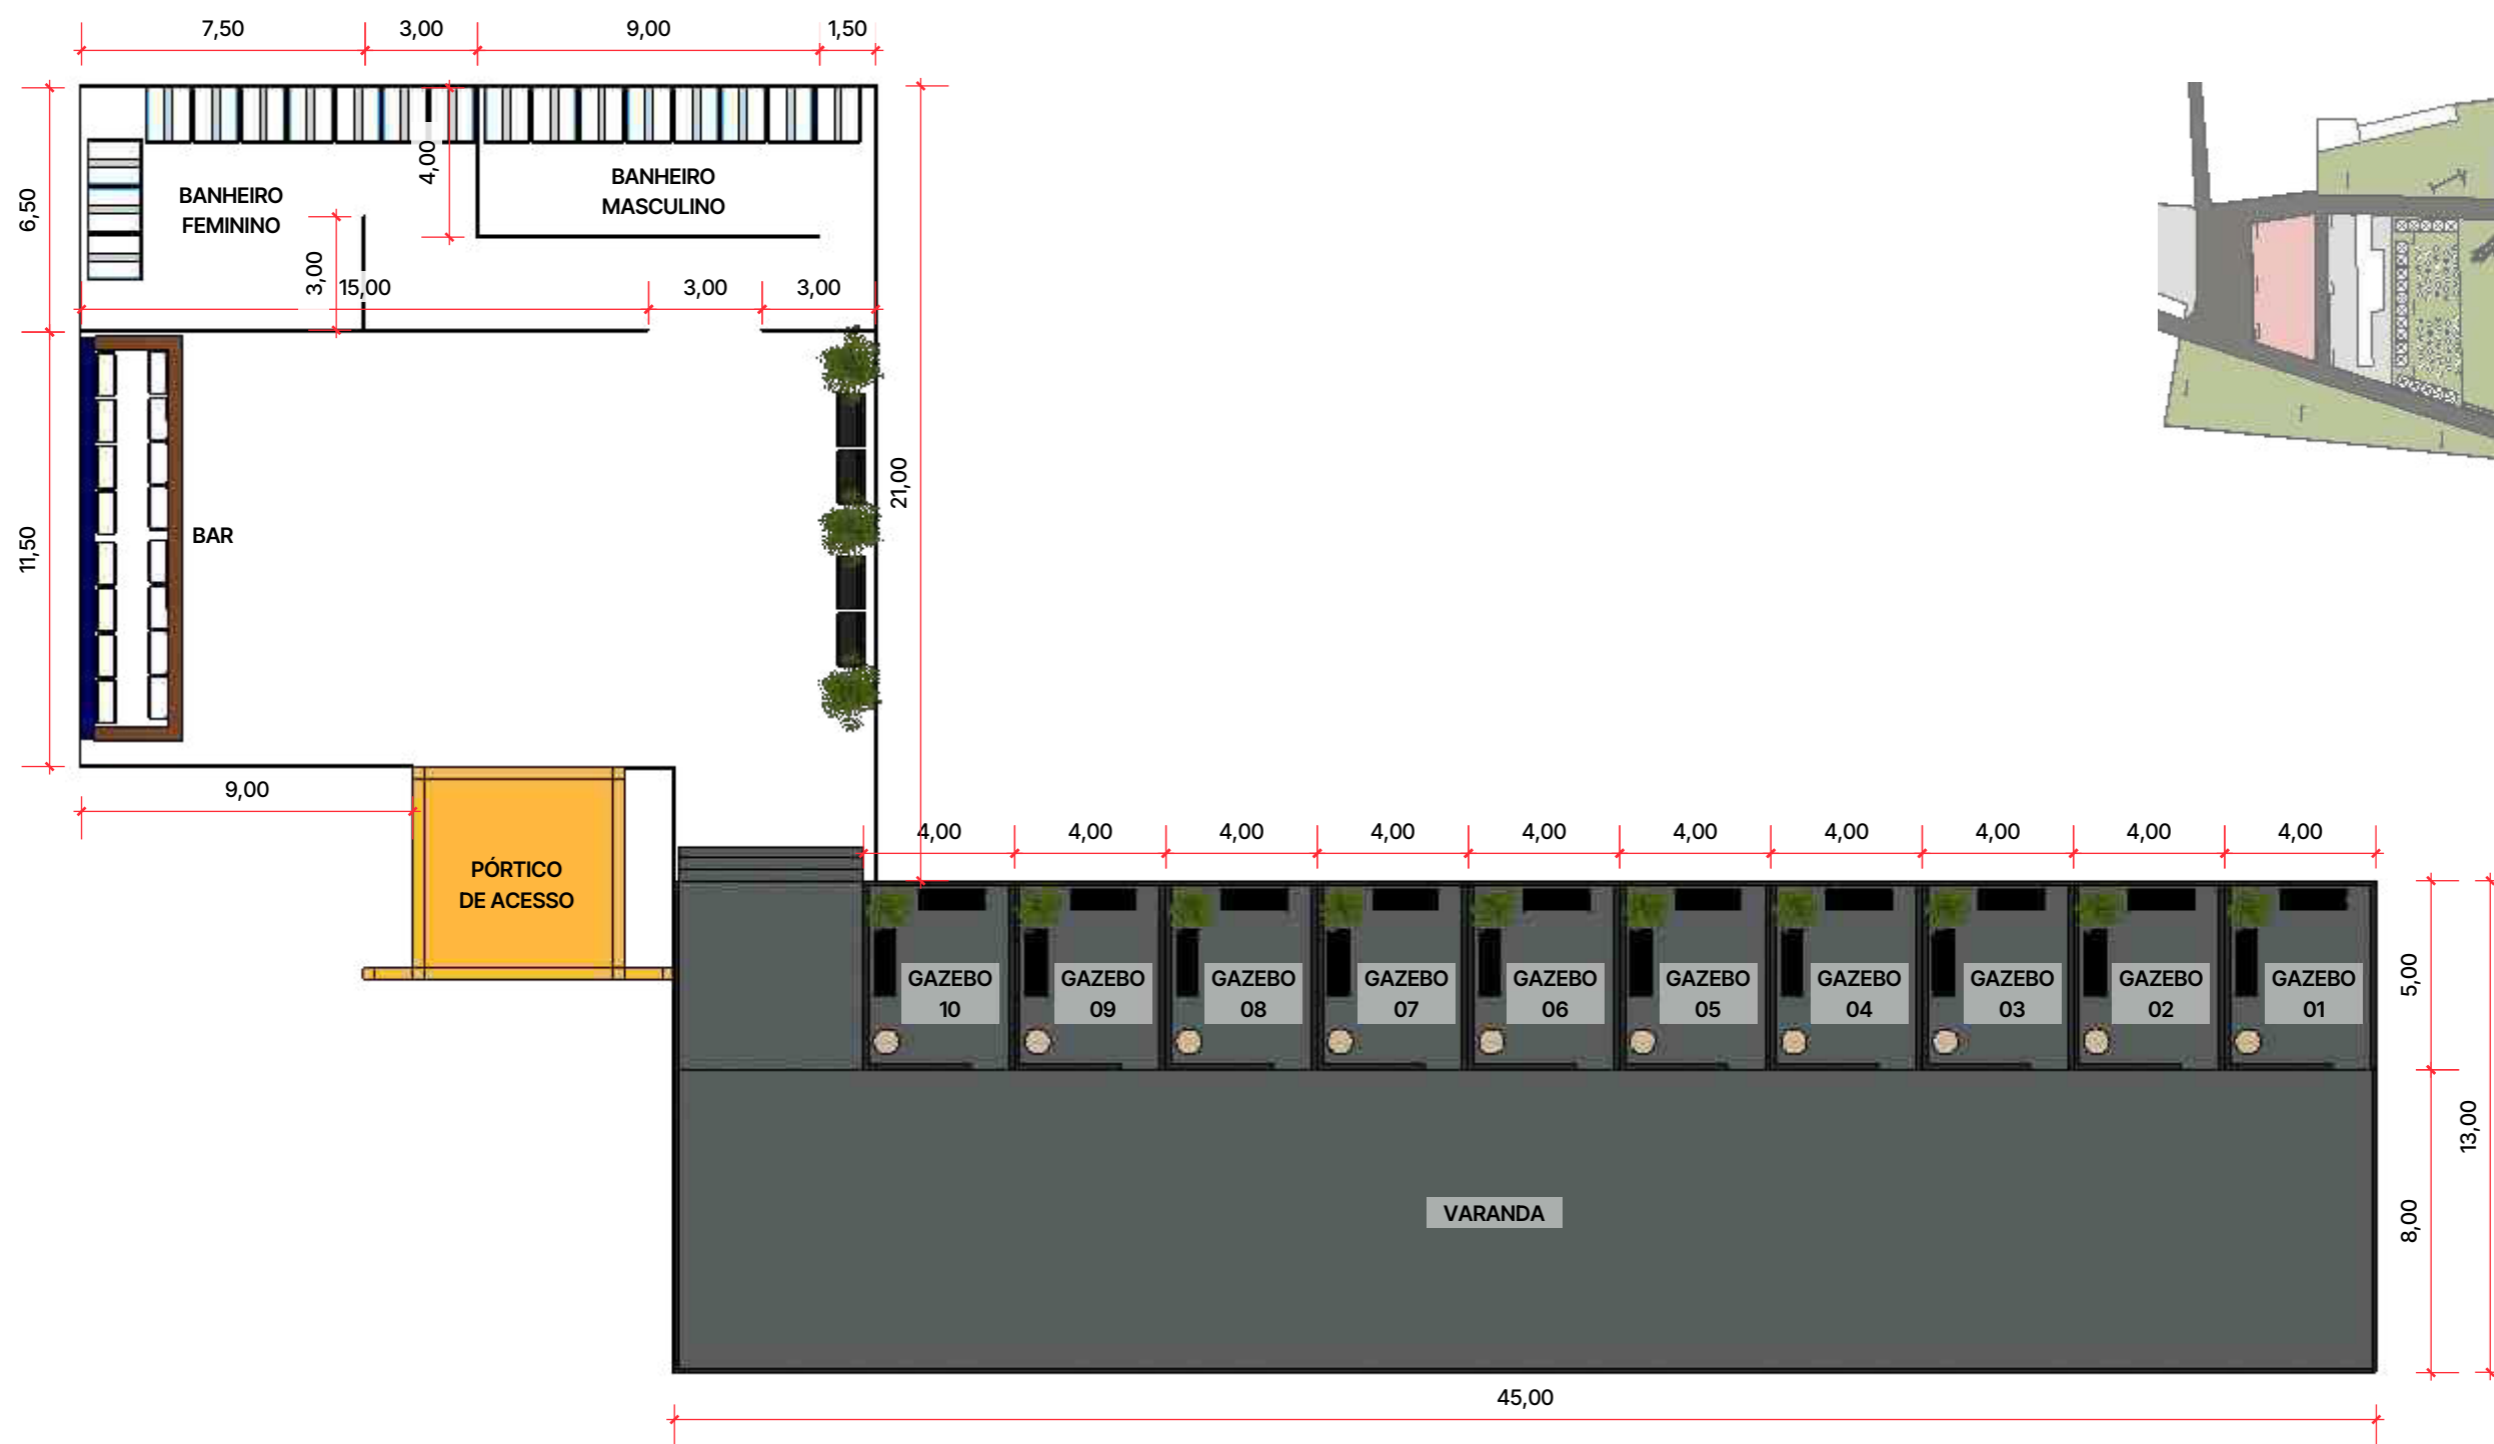 7,50
3,00
9,00
1,50
6,50
4,00
BANHEIRO
FEMININO
BANHEIRO
MASCULINO
3,00
15,00
3,00
3,00
11,50
BAR
21,00
9,00
PÓRTICO
DE ACESSO
4,00
4,00
4,00
4,00
4,00
4,00
4,00
4,00
4,00
4,00
GAZEBO
10
GAZEBO
09
GAZEBO
08
GAZEBO
07
GAZEBO
06
GAZEBO
05
GAZEBO
04
GAZEBO
03
GAZEBO
02
GAZEBO
01
5,00
13,00
8,00
VARANDA
45,00